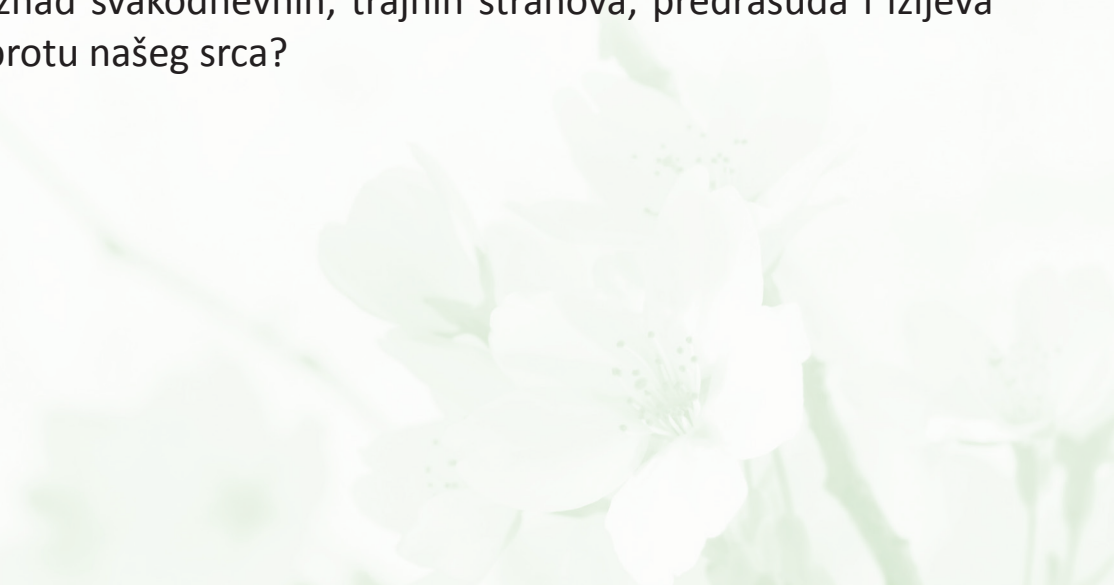 znad svakodnevnih, trajnih strahova, predrasuda i izljeva
protu našeg srca?